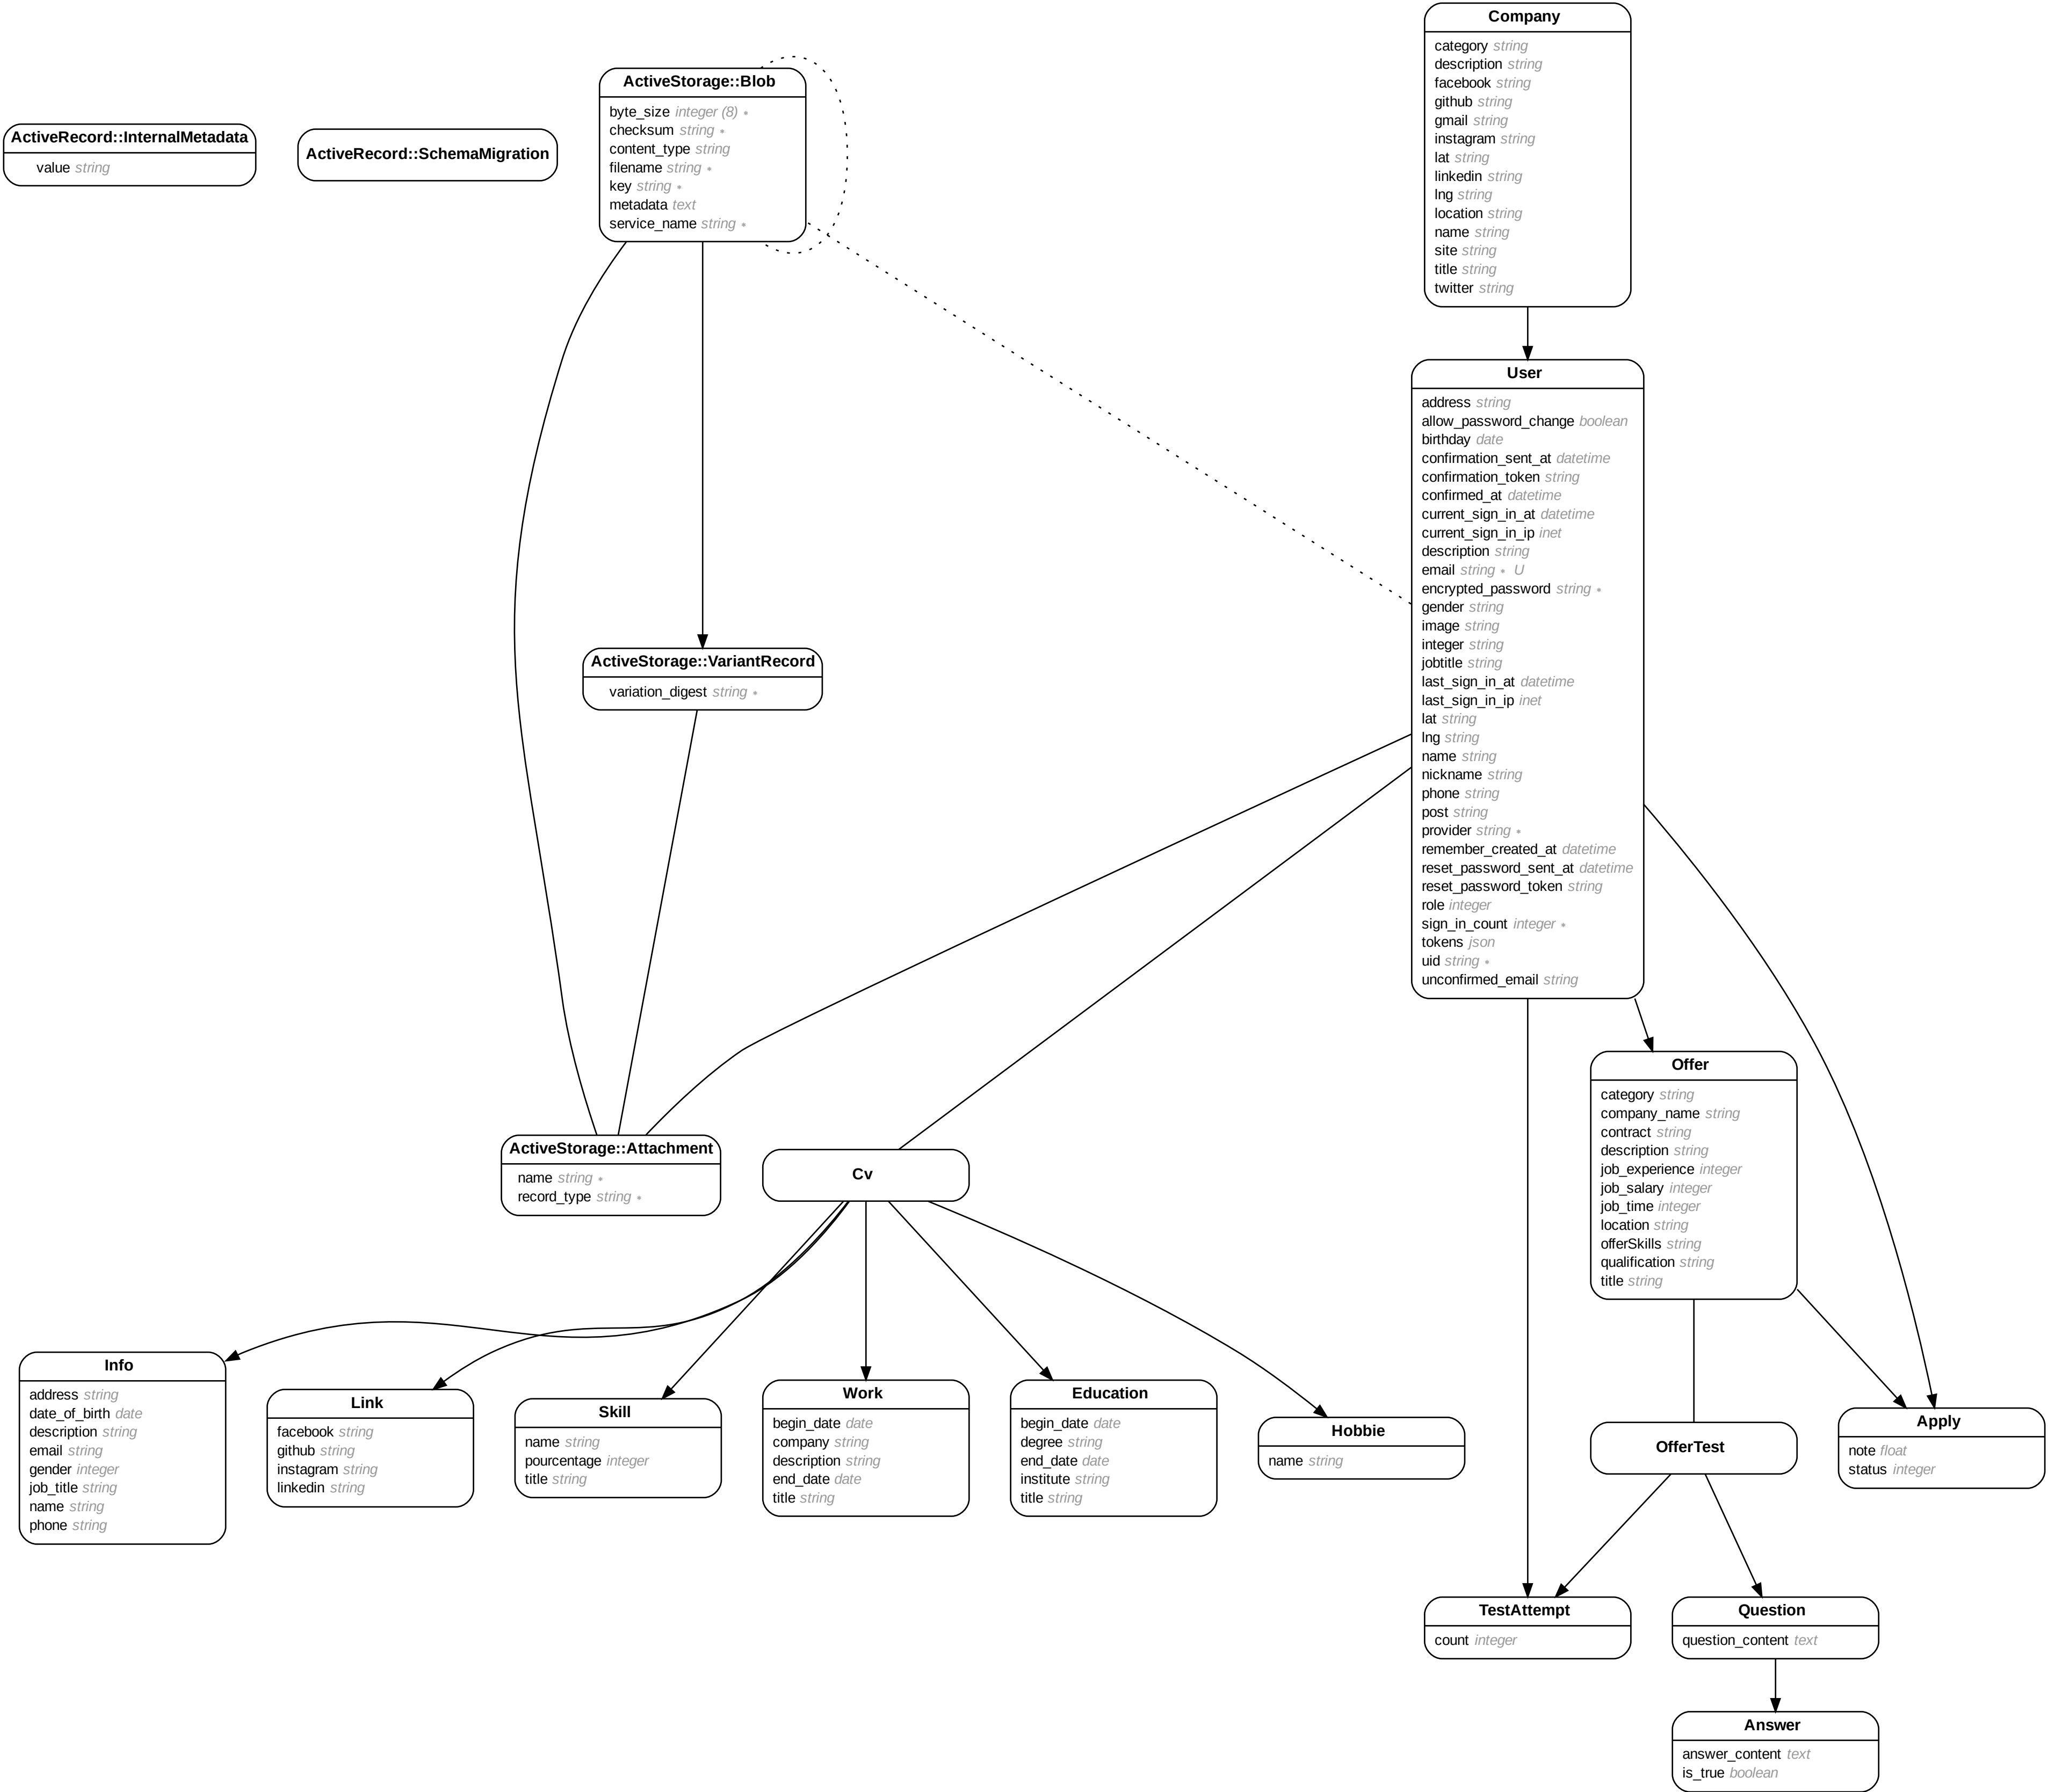 Company
category string
description string
facebook string
github string
gmail string
instagram string
lat string
linkedin string
lng string
location string
name string
site string
title string
twitter string
ActiveStorage::Blob
byte_size integer (8) •
checksum string •
content_type string
filename string •
key string •
metadata text
service_name string •
ActiveRecord::InternalMetadata
value string
ActiveRecord::SchemaMigration
User
address string
allow_password_change boolean
birthday date
confirmation_sent_at datetime
confirmation_token string
confirmed_at datetime
current_sign_in_at datetime
current_sign_in_ip inet
description string
email string • U
encrypted_password string •
gender string
image string
integer string
jobtitle string
last_sign_in_at datetime
last_sign_in_ip inet
lat string
lng string
name string
nickname string
phone string
post string
provider string •
remember_created_at datetime
reset_password_sent_at datetime
reset_password_token string
role integer
sign_in_count integer •
tokens json
uid string •
unconfirmed_email string
ActiveStorage::VariantRecord
variation_digest string •
Offer
category string
company_name string
contract string
description string
job_experience integer
job_salary integer
job_time integer
location string
offerSkills string
qualification string
title string
ActiveStorage::Attachment
name string •
record_type string •
Cv
Info
address string
date_of_birth date
description string
email string
gender integer
job_title string
name string
phone string
Link
facebook string
github string
instagram string
linkedin string
Skill
name string
pourcentage integer
title string
Work
begin_date date
company string
description string
end_date date
title string
Education
begin_date date
degree string
end_date date
institute string
title string
Hobbie
name string
OfferTest
Apply
note float
status integer
TestAttempt
count integer
Question
question_content text
Answer
answer_content text
is_true boolean